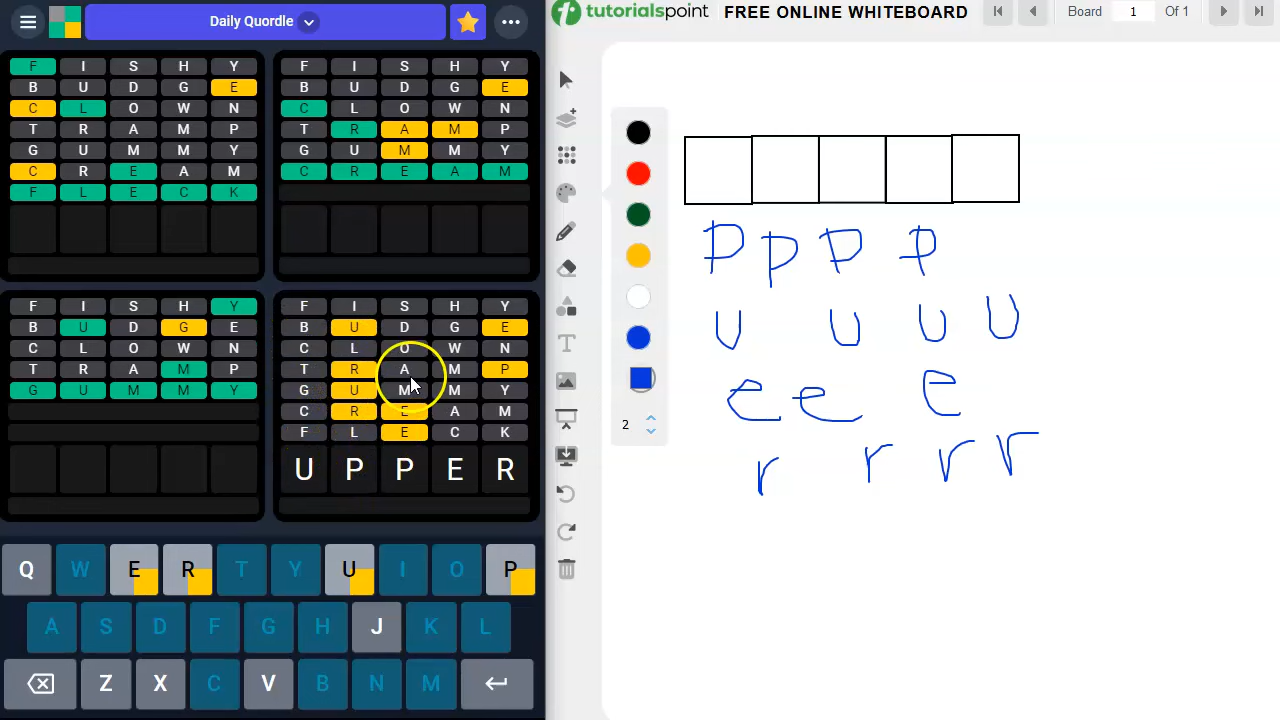 Daily Quordle
tutorialspoint FREE ONLINE WHITEBOARD Board 1 Of 1
F I S H Y
B U D G E
C L O W N
T R A M P
G U M M Y
C R E A M
F L E C K
F I S H Y
B U D G E
C L O W N
T R A M P
G U M M Y
C R E A M
F I S H Y
B U D G E
C L O W N
T R A M P
G U M M Y
F I S H Y
B U D G E
C L O W N
T R A M P
G U M M Y
C R E A M
F L E C K
U P P E R
Q W E R T Y U I O P
A S D F G H J K L
Z X C V B N M
2
P P P P
U U U U
e e e
r r r r